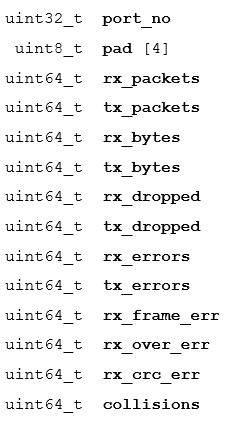 uint32_t port_no
uint8_t pad [4]
uint64_t rx_packets
uint64_t tx_packets
uint64_t rx_bytes
uint64_t tx_bytes
uint64_t rx_dropped
uint64_t tx_dropped
uint64_t rx_errors
uint64_t tx_errors
uint64_t rx_frame_err
uint64_t rx_over_err
uint64_t rx_crc_err
uint64_t collisions